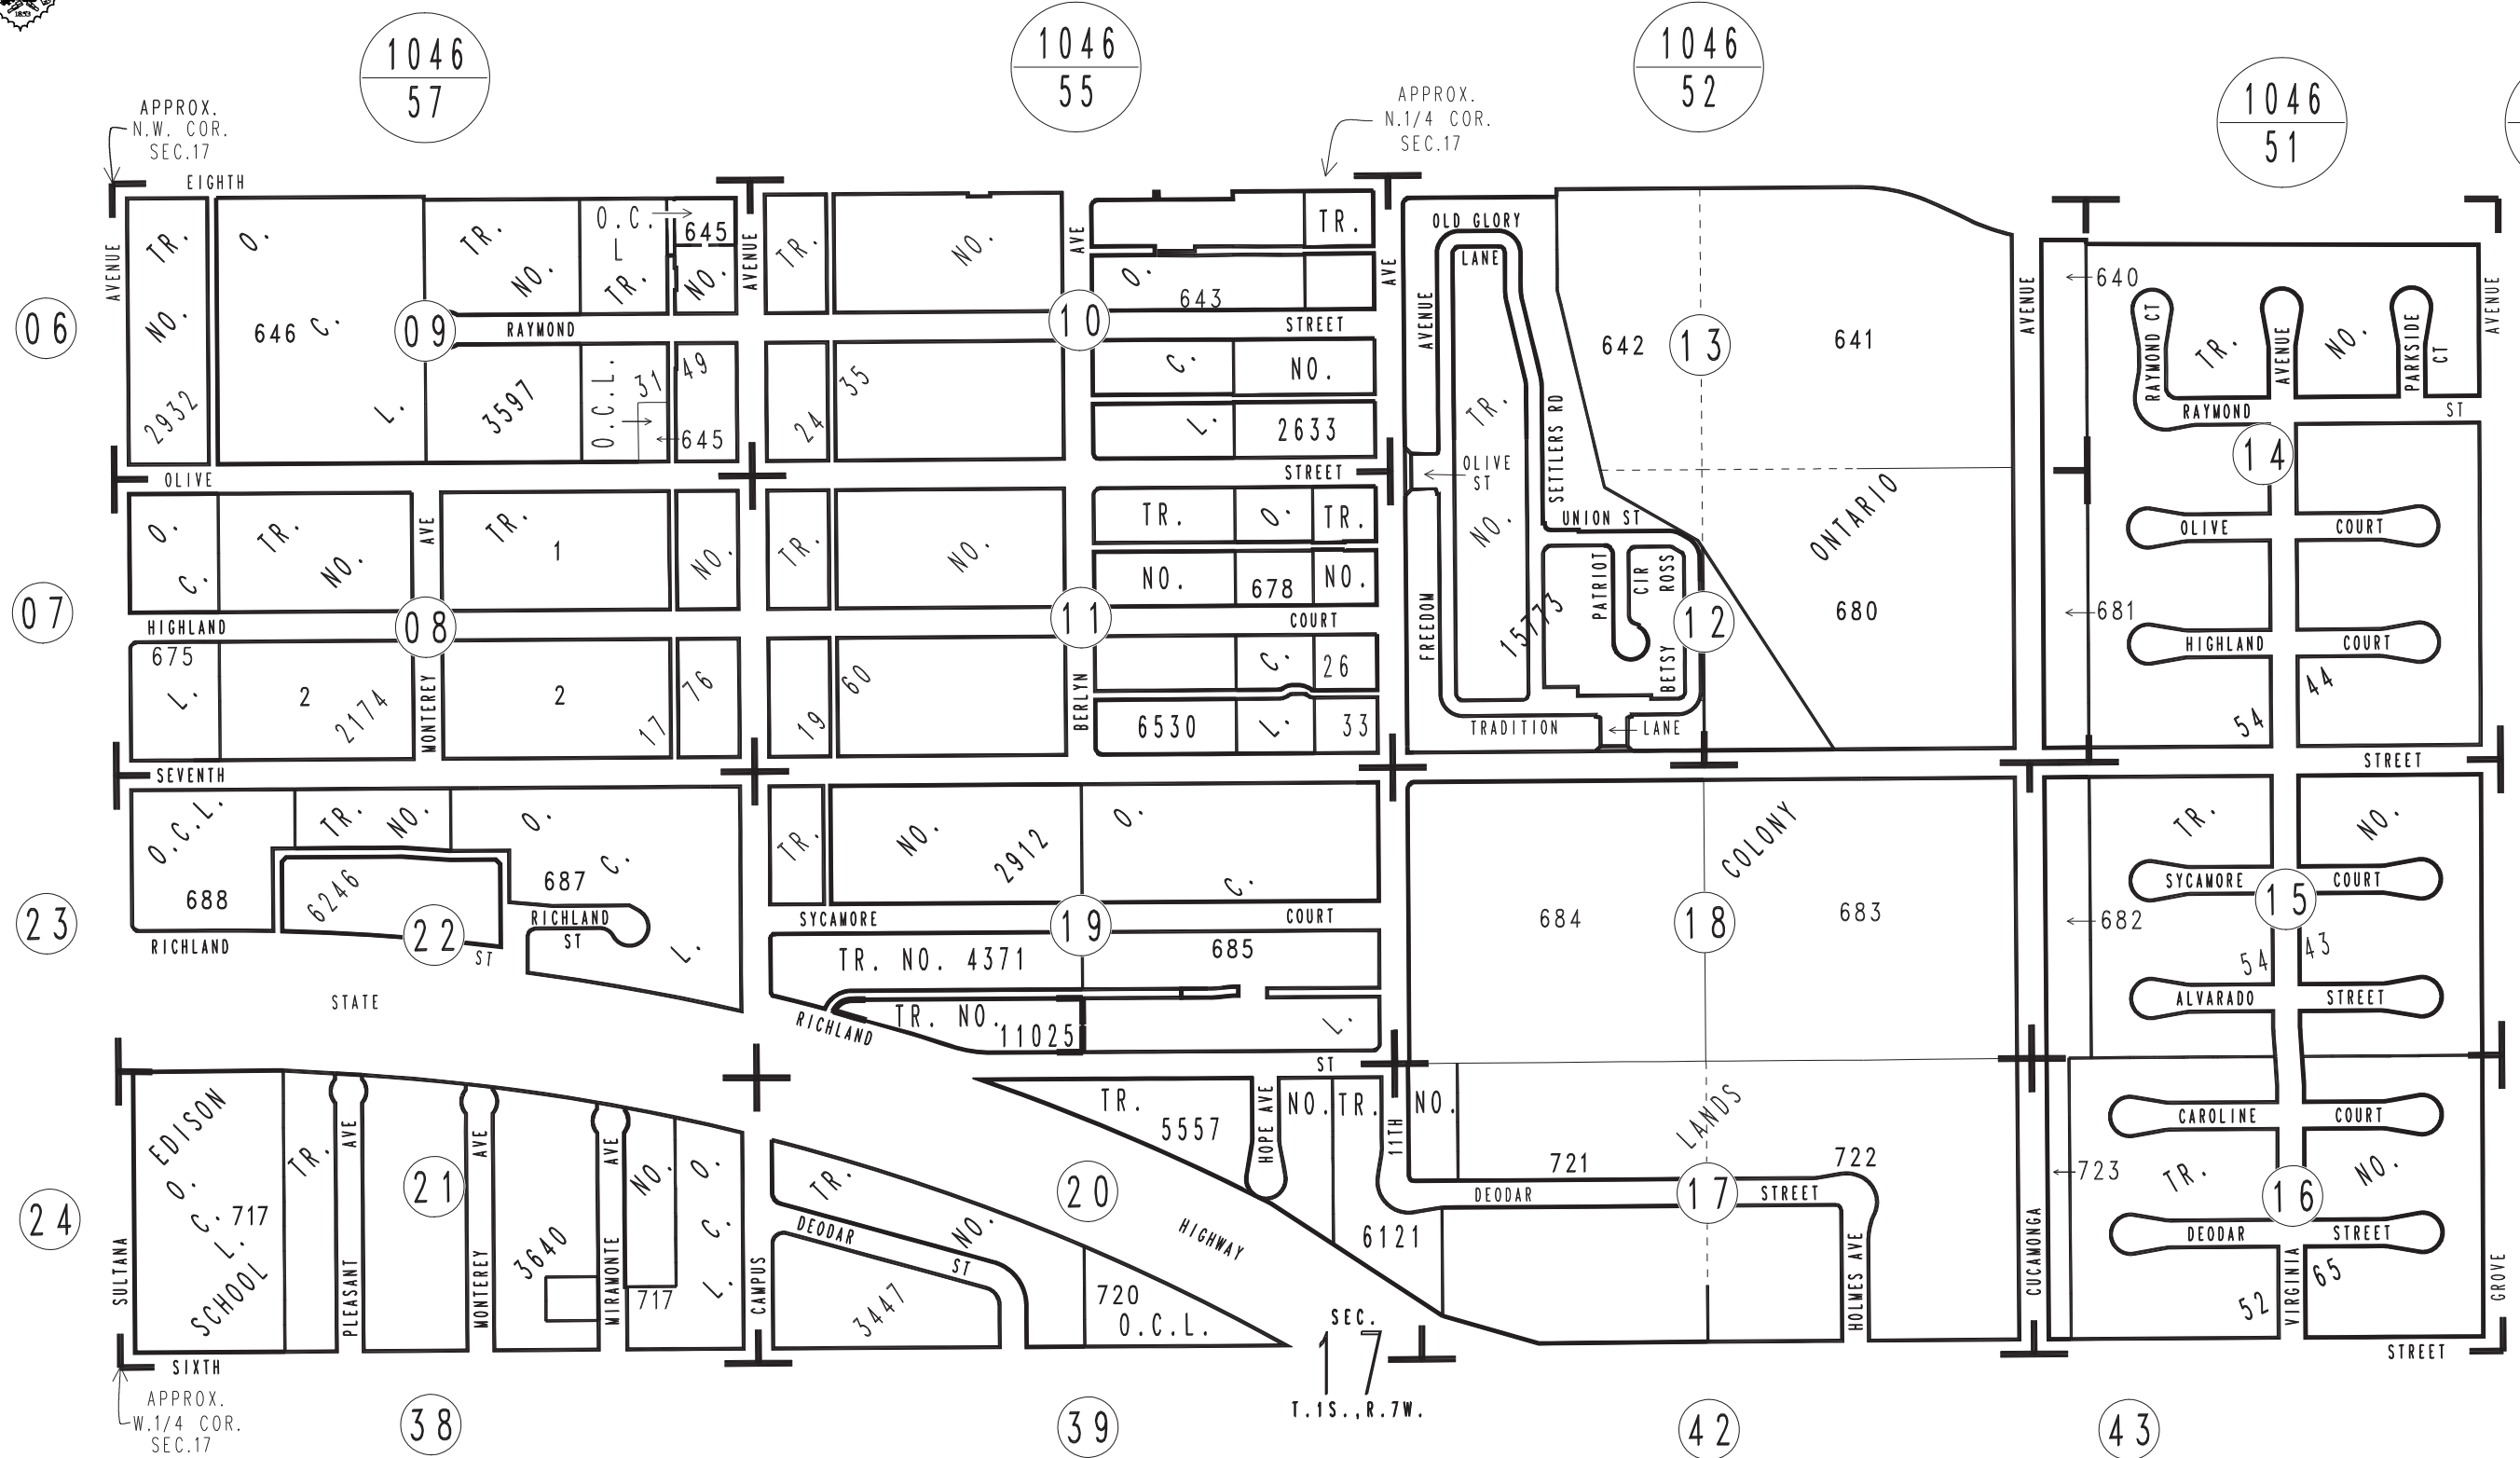 1853
1046
57
1046
55
1046
52
1046
51
APPROX.
N.W. COR.
SEC.17
APPROX.
N.1/4 COR.
SEC.17
EIGHTH
AVENUE
TR.
NO.
2932
O.
C.
L.
646
TR.
NO.
3597
O.C.
L
TR.
645
NO.
O.C.L.
31
49
645
RAYMOND
09
06
AVENUE
TR.
24
NO.
35
AVE
10
TR.
O.
643
STREET
C.
NO.
L.
2633
STREET
AVE
OLD GLORY
LANE
AVENUE
TR.
NO.
15773
SETTLERS RD
OLIVE
ST
UNION ST
PATRIOT
CIR
ROSS
BETSY
FREEDOM
TRADITION
LANE
642
13
641
ONTARIO
680
12
AVENUE
640
681
RAYMOND CT
TR.
AVENUE
NO.
PARKSIDE
CT
AVENUE
RAYMOND
ST
14
OLIVE
COURT
HIGHLAND
COURT
44
54
STREET
OLIVE
O.
C.
TR.
NO.
AVE
TR.
1
NO.
07
HIGHLAND
08
675
L.
2
2174
MONTEREY
2
17
76
TR.
19
NO.
60
11
BERLYN
TR.
O.
TR.
NO.
678
NO.
COURT
C.
26
6530
L.
33
SEVENTH
O.C.L.
688
TR.
NO.
O.
C.
L.
687
6246
RICHLAND
ST
22
23
RICHLAND
ST
STATE
TR.
NO.
2912
O.
C.
SYCAMORE
19
COURT
TR. NO. 4371
685
RICHLAND
TR. NO.
11025
L.
ST
COLONY
684
18
683
682
TR.
NO.
SYCAMORE
COURT
15
54
43
ALVARADO
STREET
EDISON
O.
C.
L.
717
SCHOOL
TR.
AVE
PLEASANT
21
AVE
MONTEREY
3640
AVE
MIRAMONTE
NO.
717
O.
C.
L.
24
SULTANA
CAMPUS
TR.
NO.
DEODAR
ST
3447
20
720
O.C.L.
HIGHWAY
TR.
5557
HOPE AVE
NO.
TR.
6121
11TH
NO.
LANDS
721
722
DEODAR
17
STREET
HOLMES AVE
CUCAMONGA
723
CAROLINE
COURT
TR.
NO.
16
DEODAR
STREET
52
VIRGINIA
65
GROVE
SIXTH
STREET
APPROX.
W.1/4 COR.
SEC.17
SEC.
17
T.1S.,R.7W.
38
39
42
43